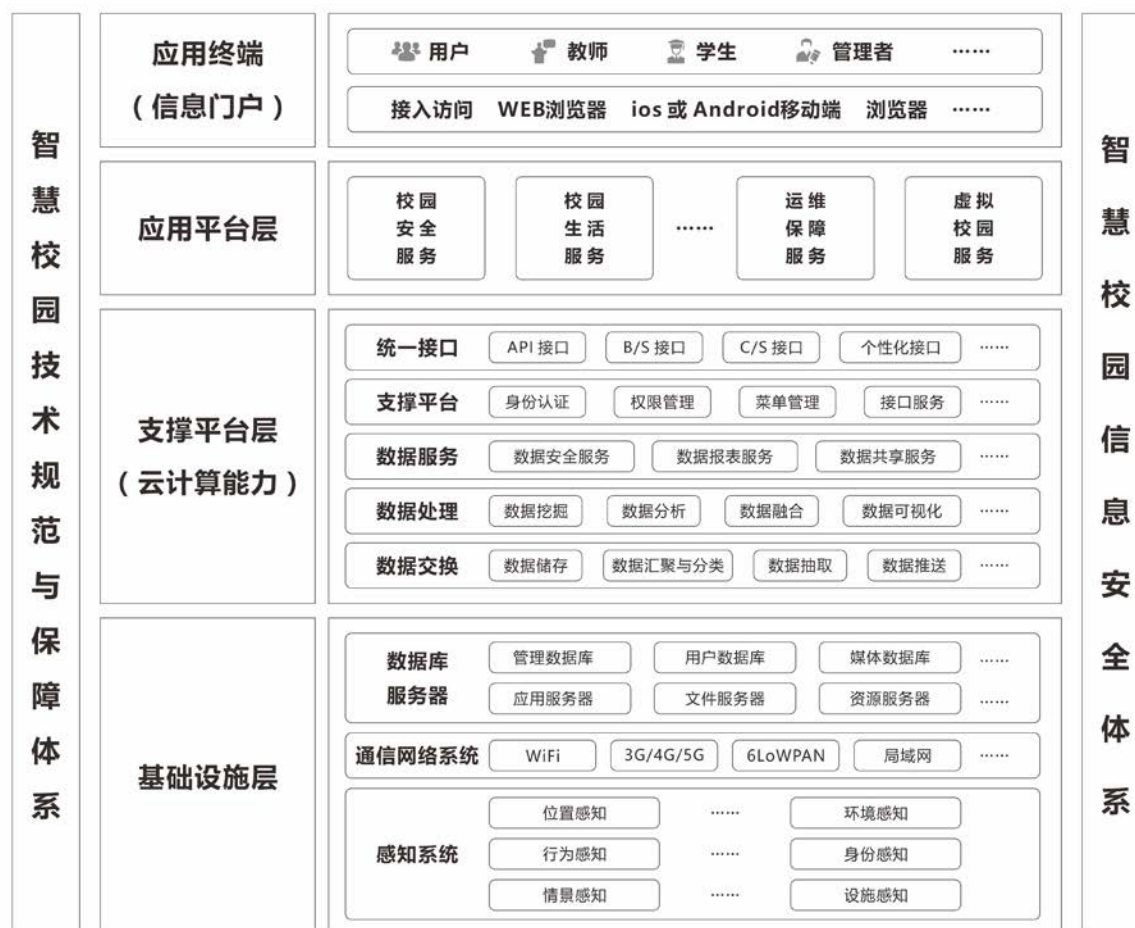 智慧校园技术规范与保障体系
应用终端
（信息门户）
用户 教师 学生 管理者 ……
接入访问 WEB浏览器 ios 或 Android移动端 浏览器 ……
应用平台层
校园
安全
服务
校园
生活
服务
……
运维
保障
服务
虚拟
校园
服务
支撑平台层
（云计算能力）
统一接口 API 接口 B/S 接口 C/S 接口 个性化接口 ……
支撑平台 身份认证 权限管理 菜单管理 接口服务 ……
数据服务 数据安全服务 数据报表服务 数据共享服务 ……
数据处理 数据挖掘 数据分析 数据融合 数据可视化 ……
数据交换 数据储存 数据汇聚与分类 数据抽取 数据推送 ……
基础设施层
数据库 管理数据库 用户数据库 媒体数据库 ……
服务器 应用服务器 文件服务器 资源服务器 ……
通信网络系统 WiFi 3G/4G/5G 6LoWPAN 局域网 ……
感知系统
位置感知 …… 环境感知
行为感知 …… 身份感知
情景感知 …… 设施感知
智慧校园信息安全体系